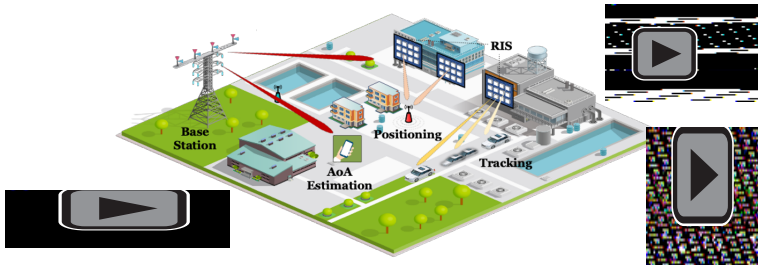 RIS
Base
Station
Positioning
AoA
Estimation
Tracking